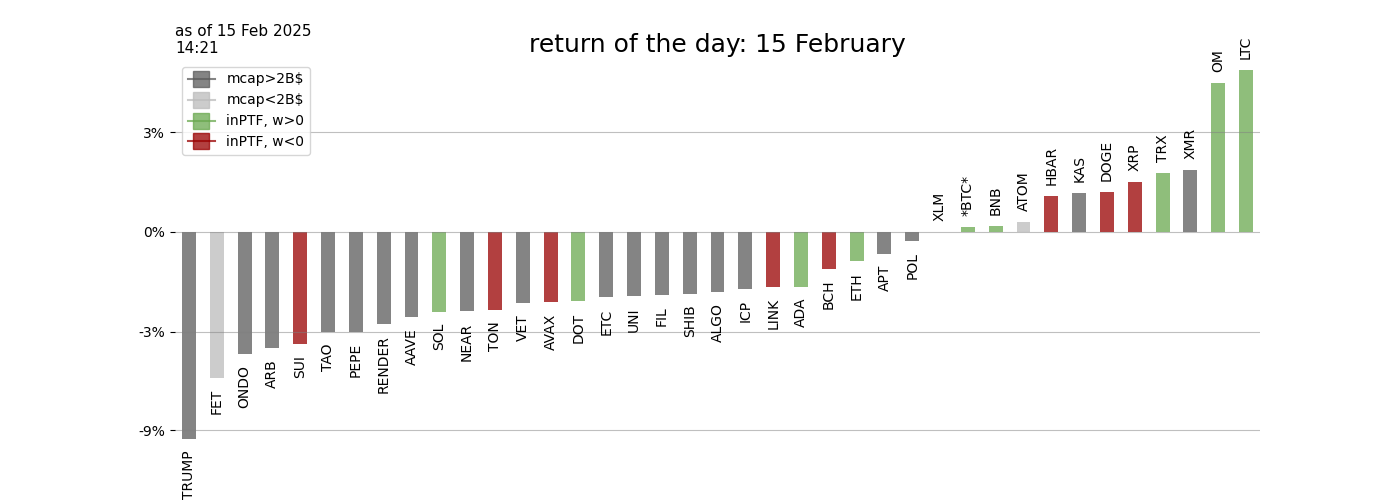 as of 15 Feb 2025
14:21
return of the day: 15 February
mcap>2B$
mcap<2B$
inPTF, w>0
inPTF, w<0
3%
0%
-3%
-9%
TRUMP
FET
ONDO
ARB
SUI
TAO
PEPE
RENDER
AAVE
SOL
NEAR
TON
VET
AVAX
DOT
ETC
UNI
FIL
SHIB
ALGO
ICP
LINK
ADA
BCH
ETH
APT
POL
XLM
*BTC*
BNB
ATOM
HBAR
KAS
DOGE
XRP
TRX
XMR
OM
LTC